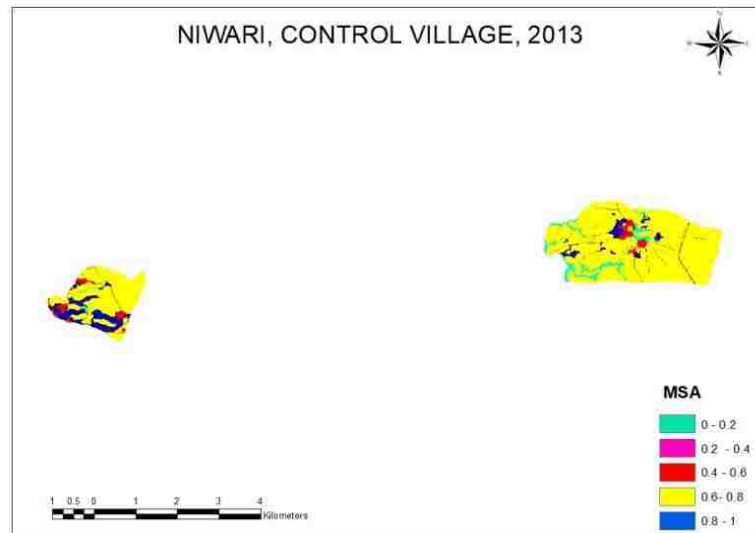 NIWARI, CONTROL VILLAGE, 2013
MSA
0 - 0.2
0.2 - 0.4
0.4 - 0.6
0.6- 0.8
0.8 - 1
1 0.5 0 1 2 3 4
Kilometers